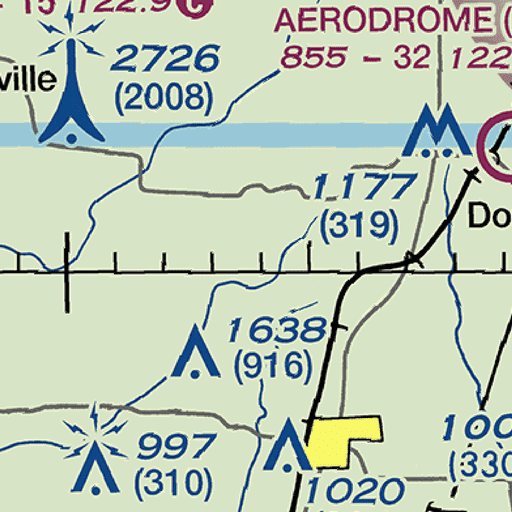 - 15 122.9 C
AERODROME (
855 - 32 122
ville
2726
(2008)
1177
(319)
Do
1638
(916)
997
(310)
100
(330
1020